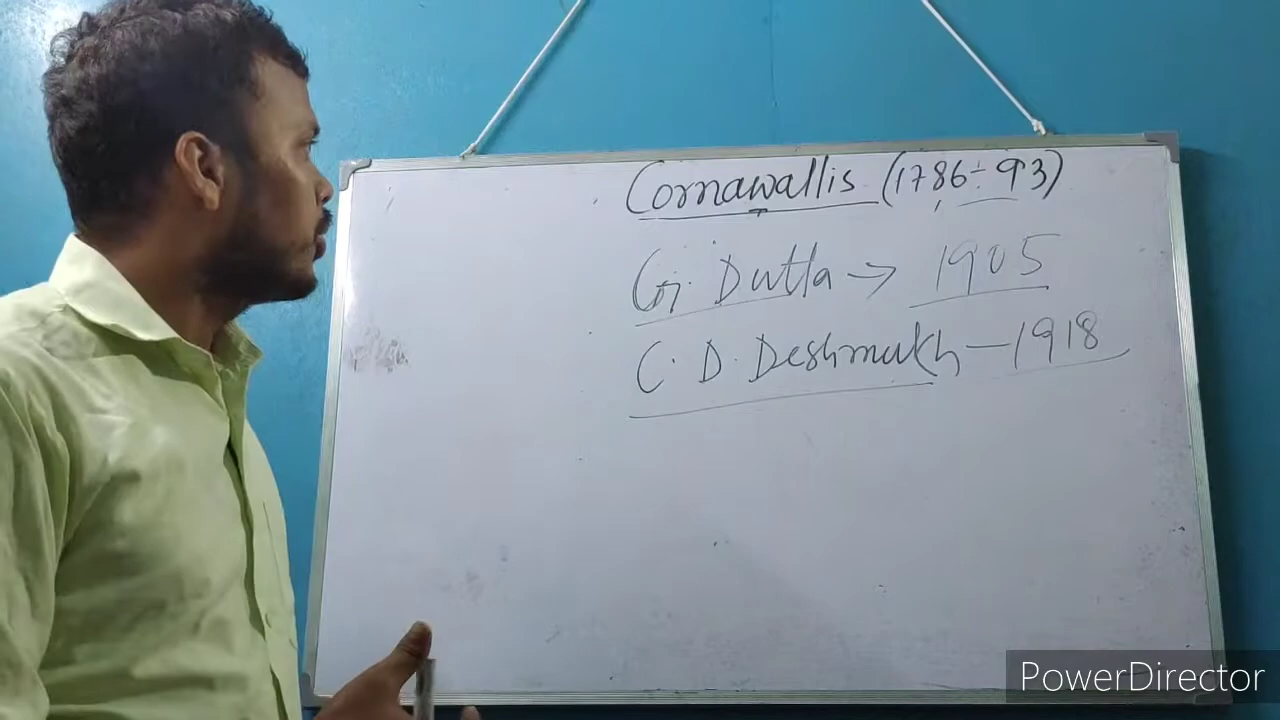 Cornawallis (1786-93)
G. Dutta → 1905
C. D. Deshmukh - 1918
PowerDirector